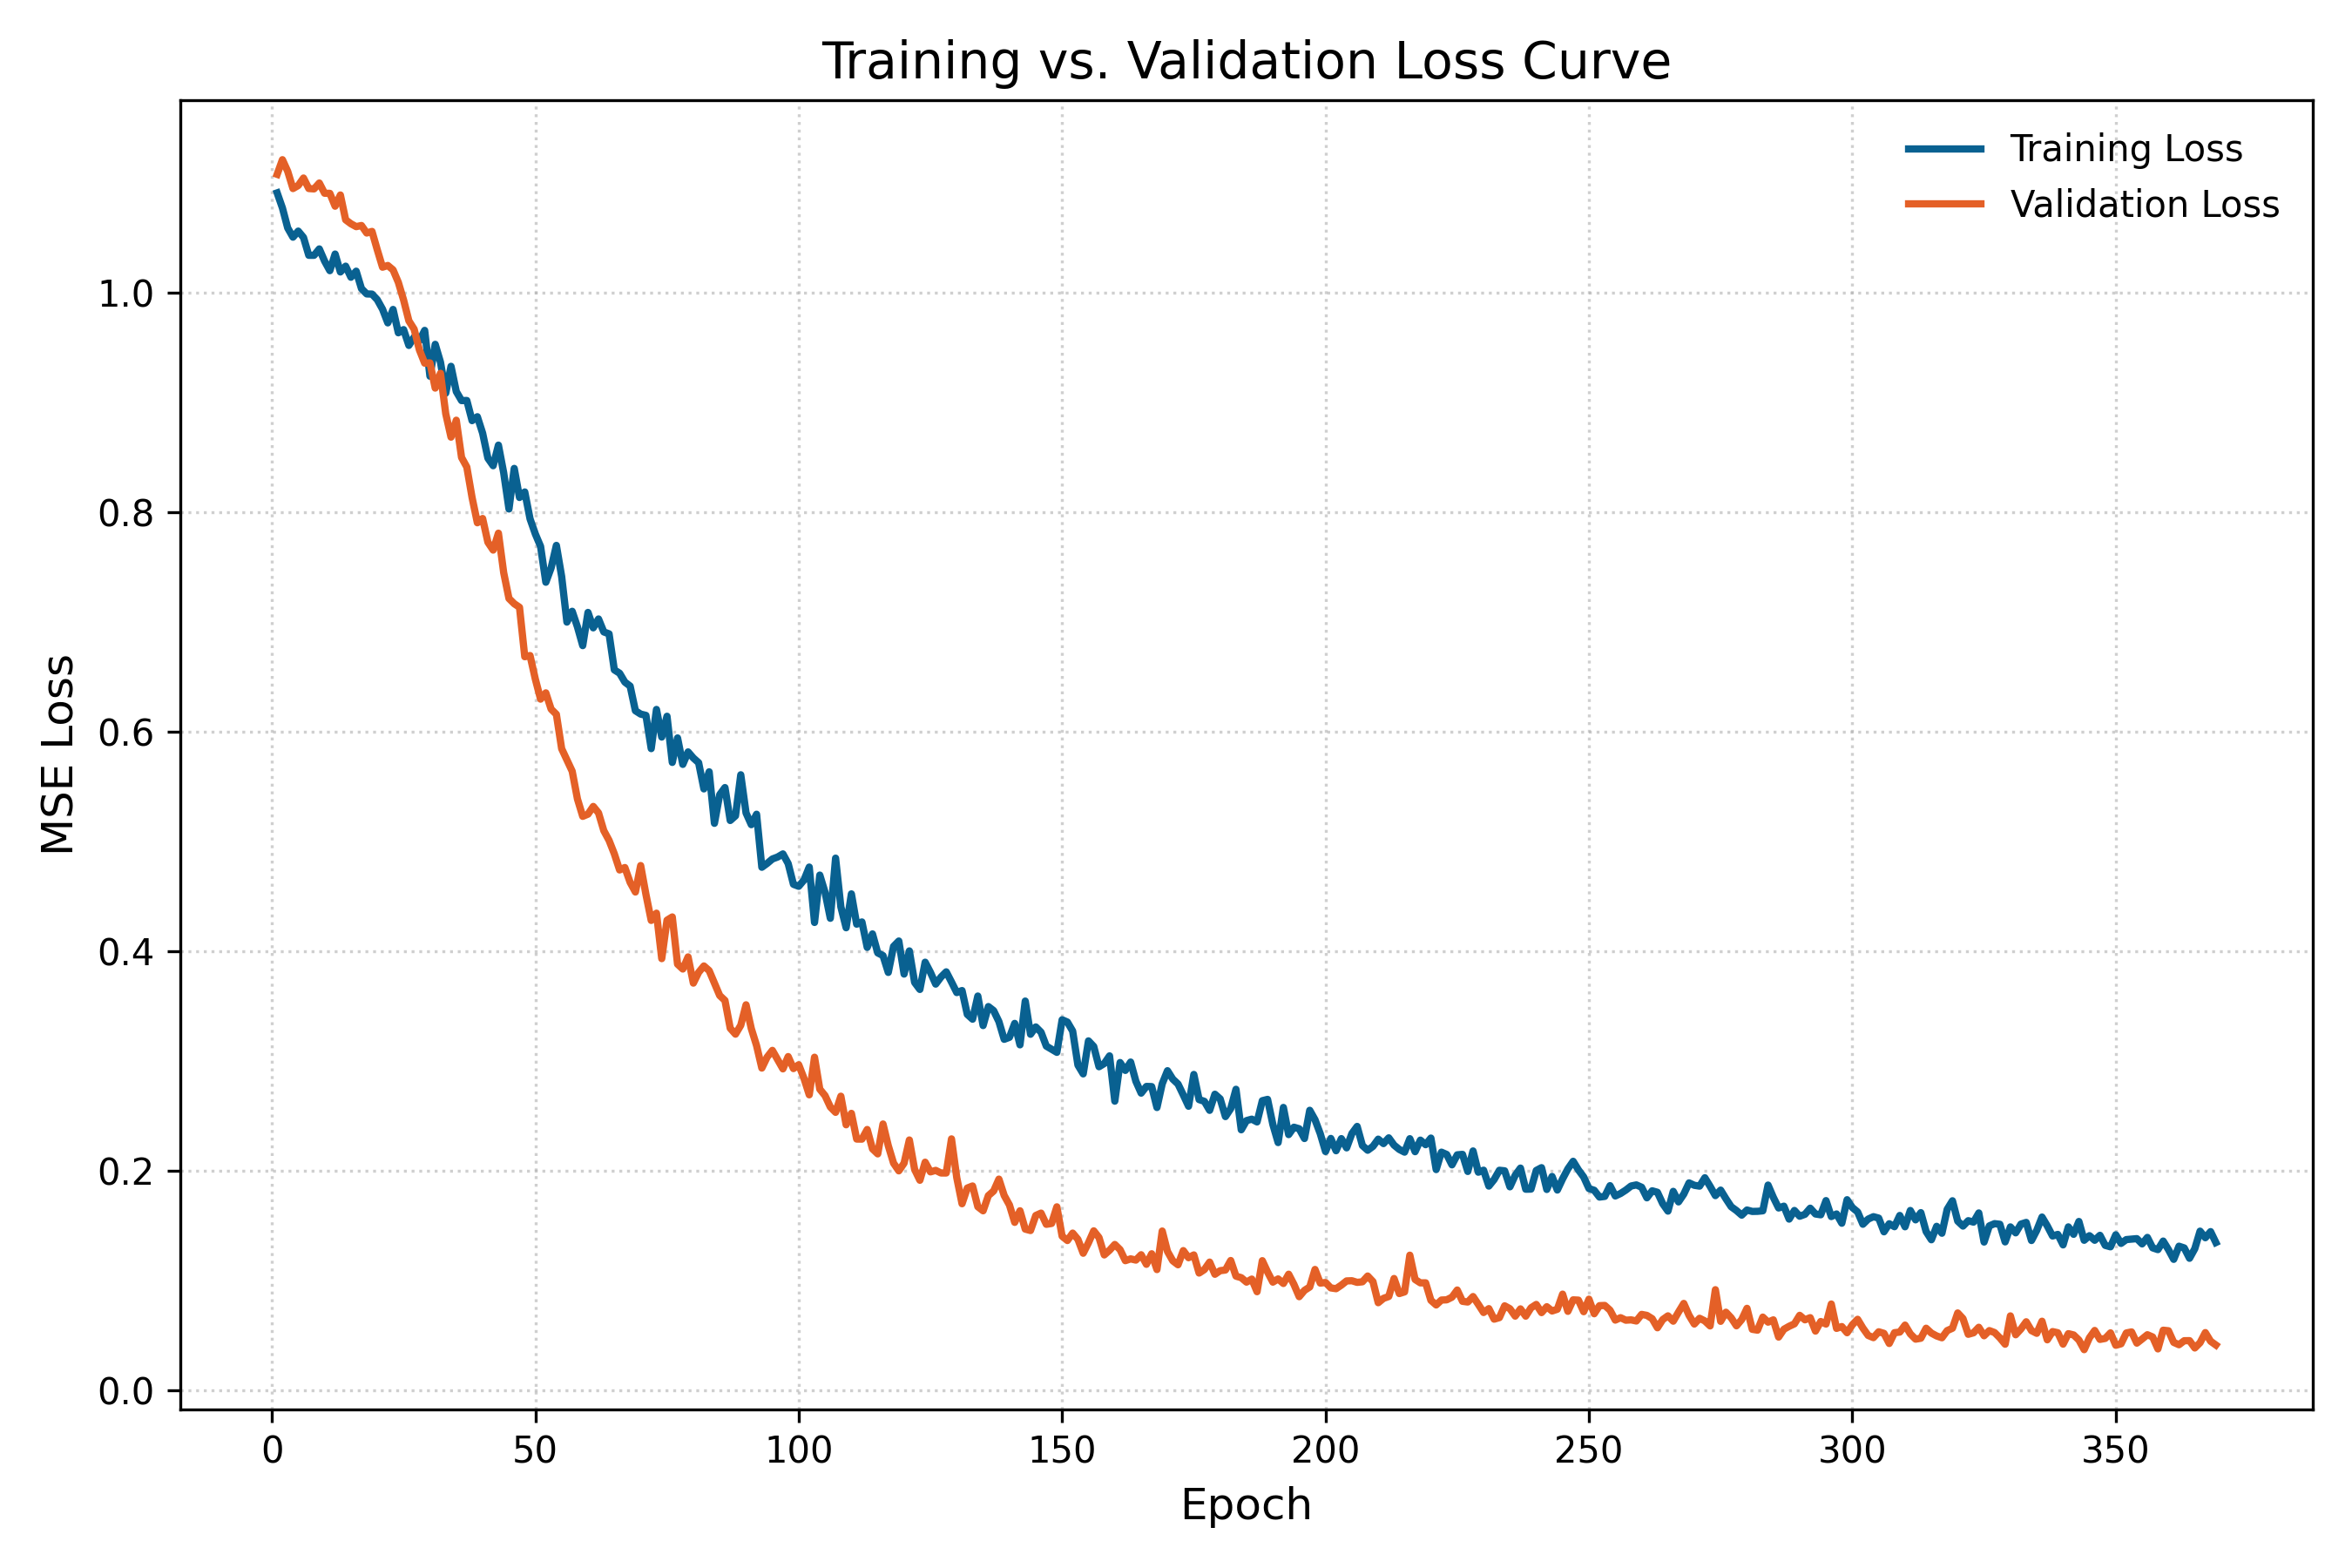 Training vs. Validation Loss Curve
Training Loss
Validation Loss
1.0
0.8
0.6
0.4
0.2
0.0
MSE Loss
0 50 100 150 200 250 300 350
Epoch